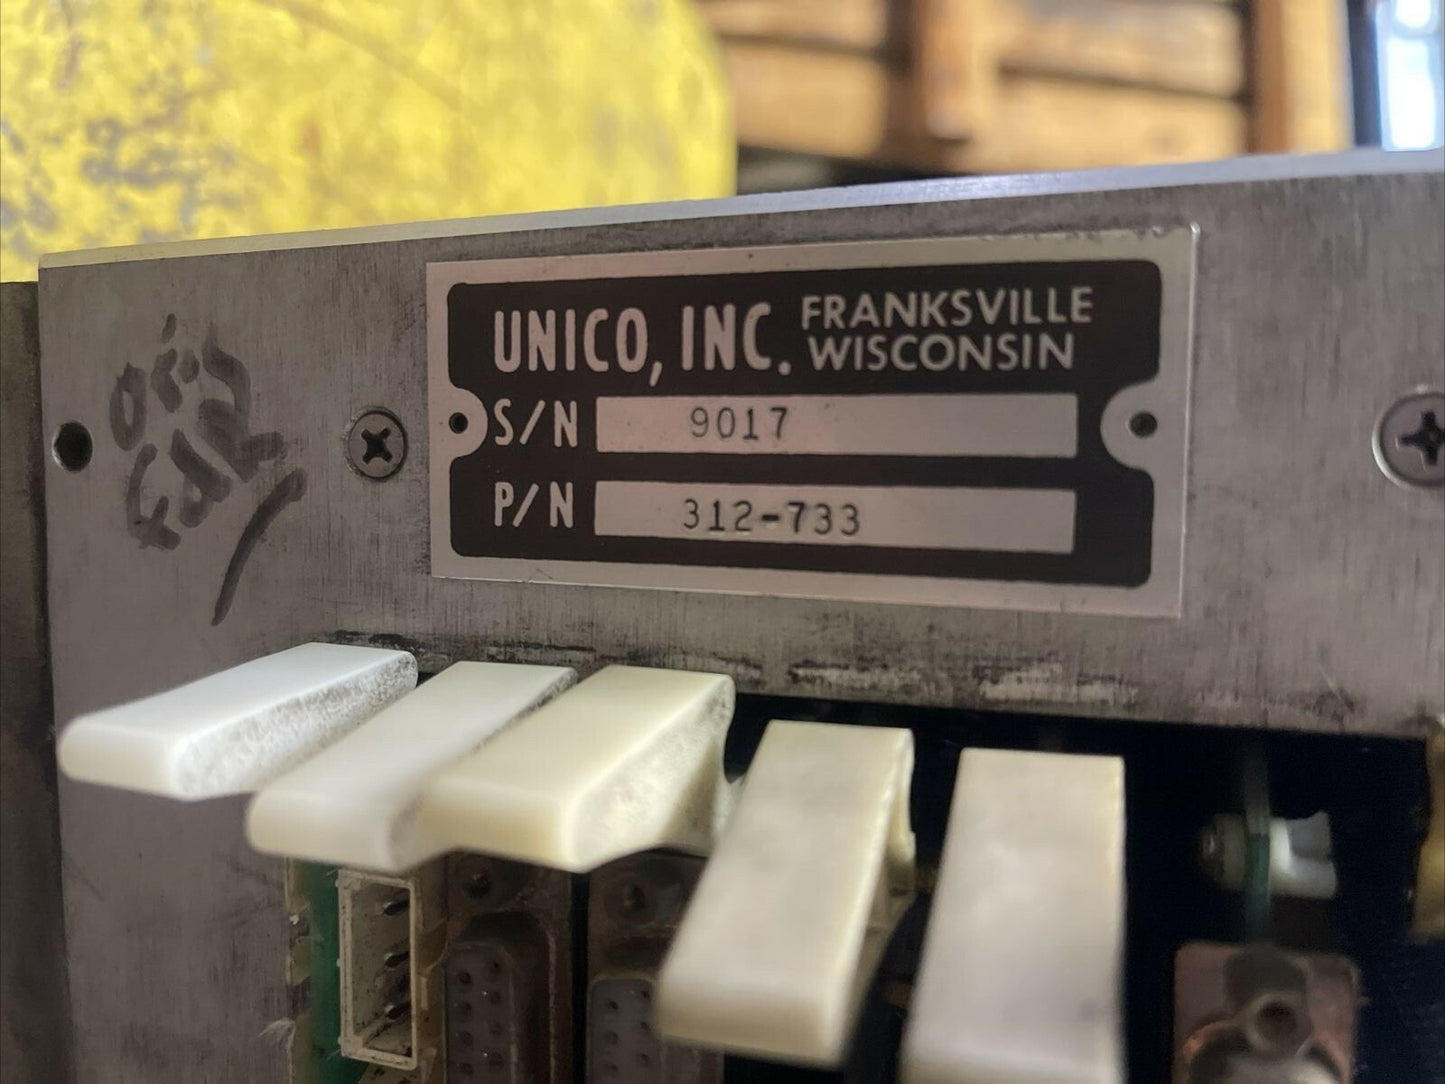 UNICO, INC. FRANKSVILLE
WISCONSIN
S/N 9017
P/N 312-733